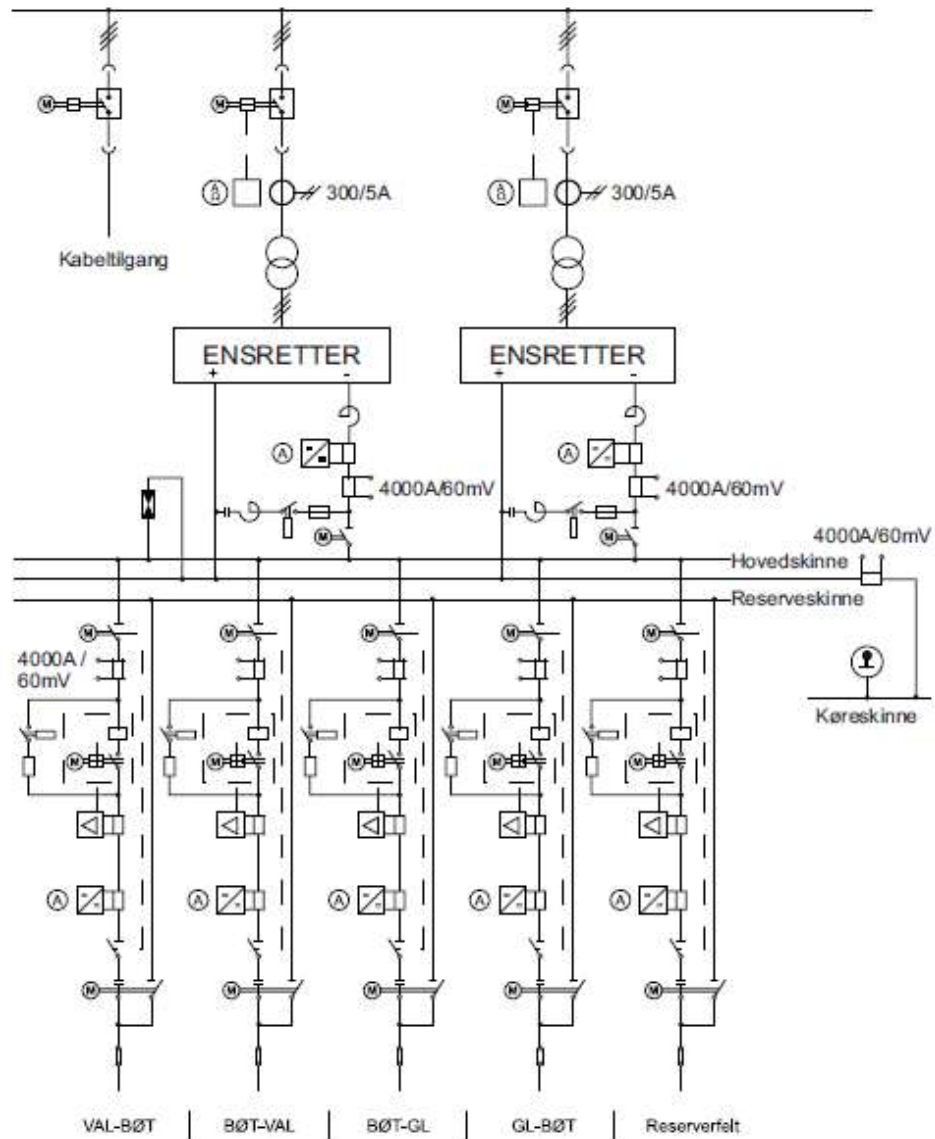 M
M
M
A
Ω
300/5A
A
Ω
300/5A
Kabeltilgang
ENSRETTER
+ -
ENSRETTER
+ -
A
A
4000A/60mV
4000A/60mV
M
M
4000A/60mV
Hovedskinne
Reserveskinne
M
M
M
M
M
4000A /
60mV
Køreskinne
M
M
M
M
M
A
A
A
A
A
M
M
M
M
M
VAL-BØT
BØT-VAL
BØT-GL
GL-BØT
Reserverfelt